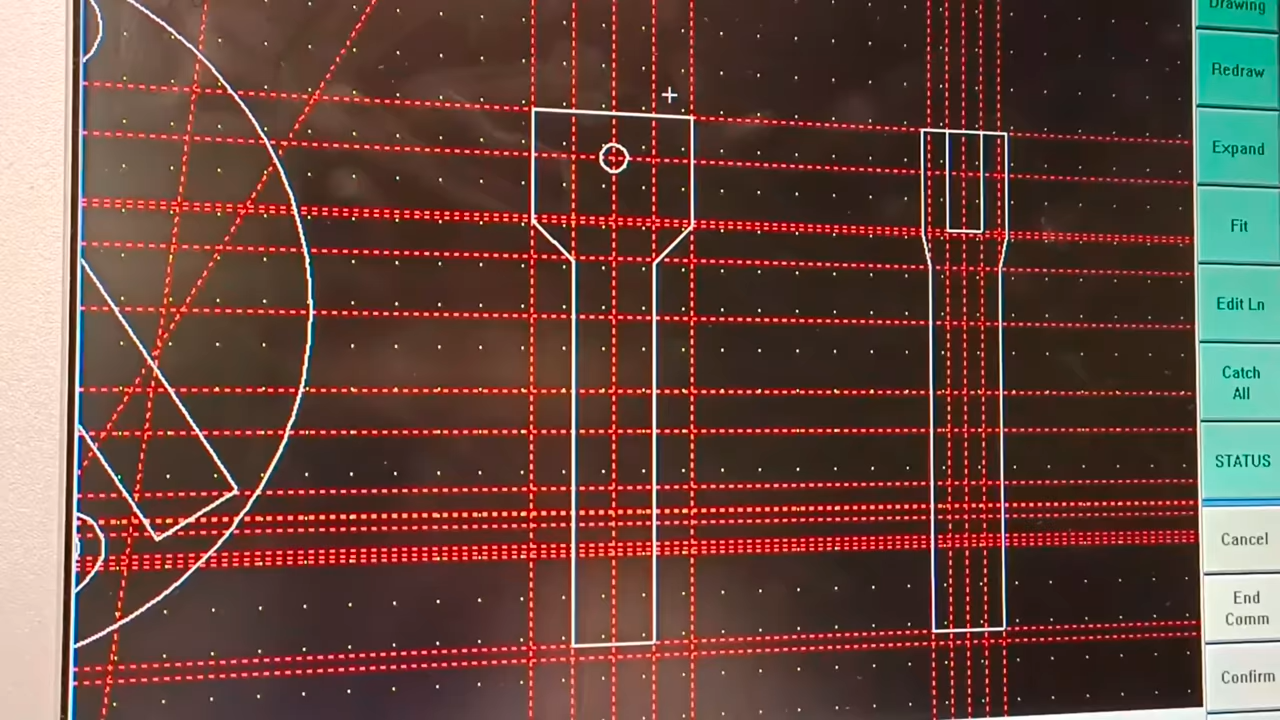 Drawing
Redraw
Expand
Fit
Edit Ln
Catch
All
STATUS
Cancel
End
Comm
Confirm